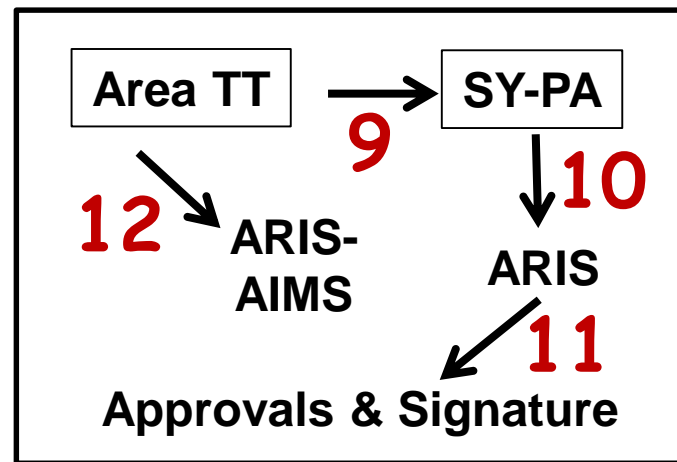 Area TT
SY-PA
9
10
12
ARIS-
AIMS
ARIS
11
Approvals & Signature